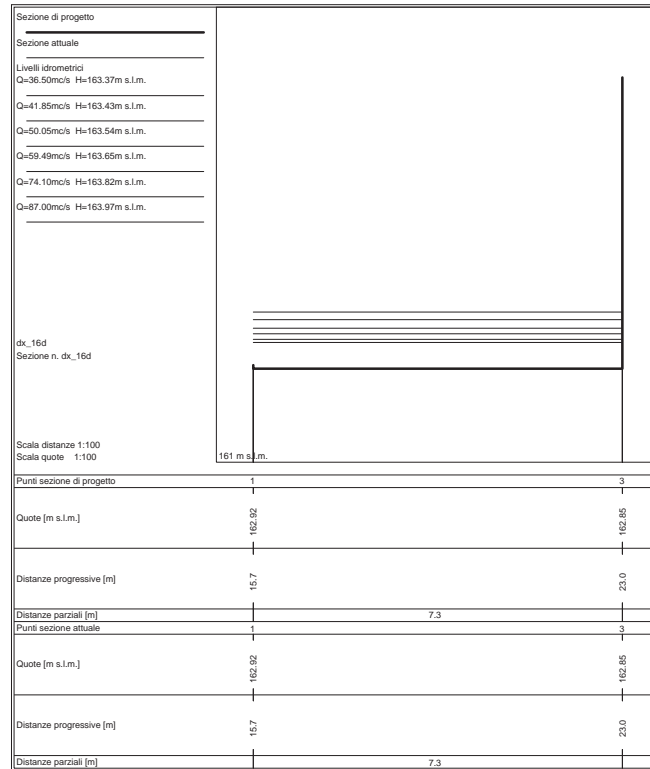 Sezione di progetto
Sezione attuale
Livelli idrometrici
Q=36.50mc/s H=163.37m s.l.m.
Q=41.85mc/s H=163.43m s.l.m.
Q=50.05mc/s H=163.54m s.l.m.
Q=59.49mc/s H=163.65m s.l.m.
Q=74.10mc/s H=163.82m s.l.m.
Q=87.00mc/s H=163.97m s.l.m.
dx_16d
Sezione n. dx_16d
Scala distanze 1:100
Scala quote 1:100 161 m s.l.m.
Punti sezione di progetto 1 3
Quote [m s.l.m.] 162.92 162.85
Distanze progressive [m] 15.7 23.0
Distanze parziali [m] 7.3
Punti sezione attuale 1 3
Quote [m s.l.m.] 162.92 162.85
Distanze progressive [m] 15.7 23.0
Distanze parziali [m] 7.3